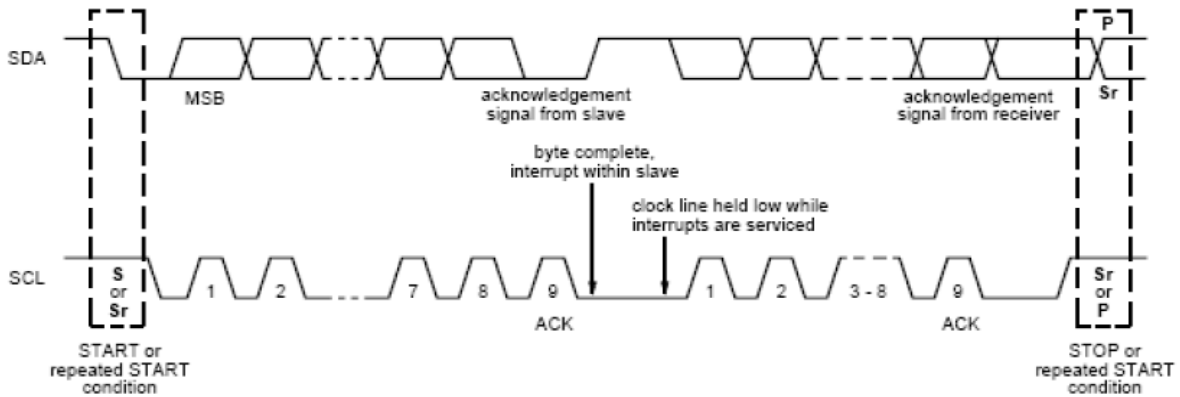 P
SDA
MSB
acknowledgement
signal from slave
acknowledgement
signal from receiver
Sr
byte complete,
interrupt within slave
clock line held low while
interrupts are serviced
SCL
S
or
Sr
1
2
7
8
9
1
2
3 - 8
9
Sr
or
P
ACK
ACK
START or
repeated START
condition
STOP or
repeated START
condition